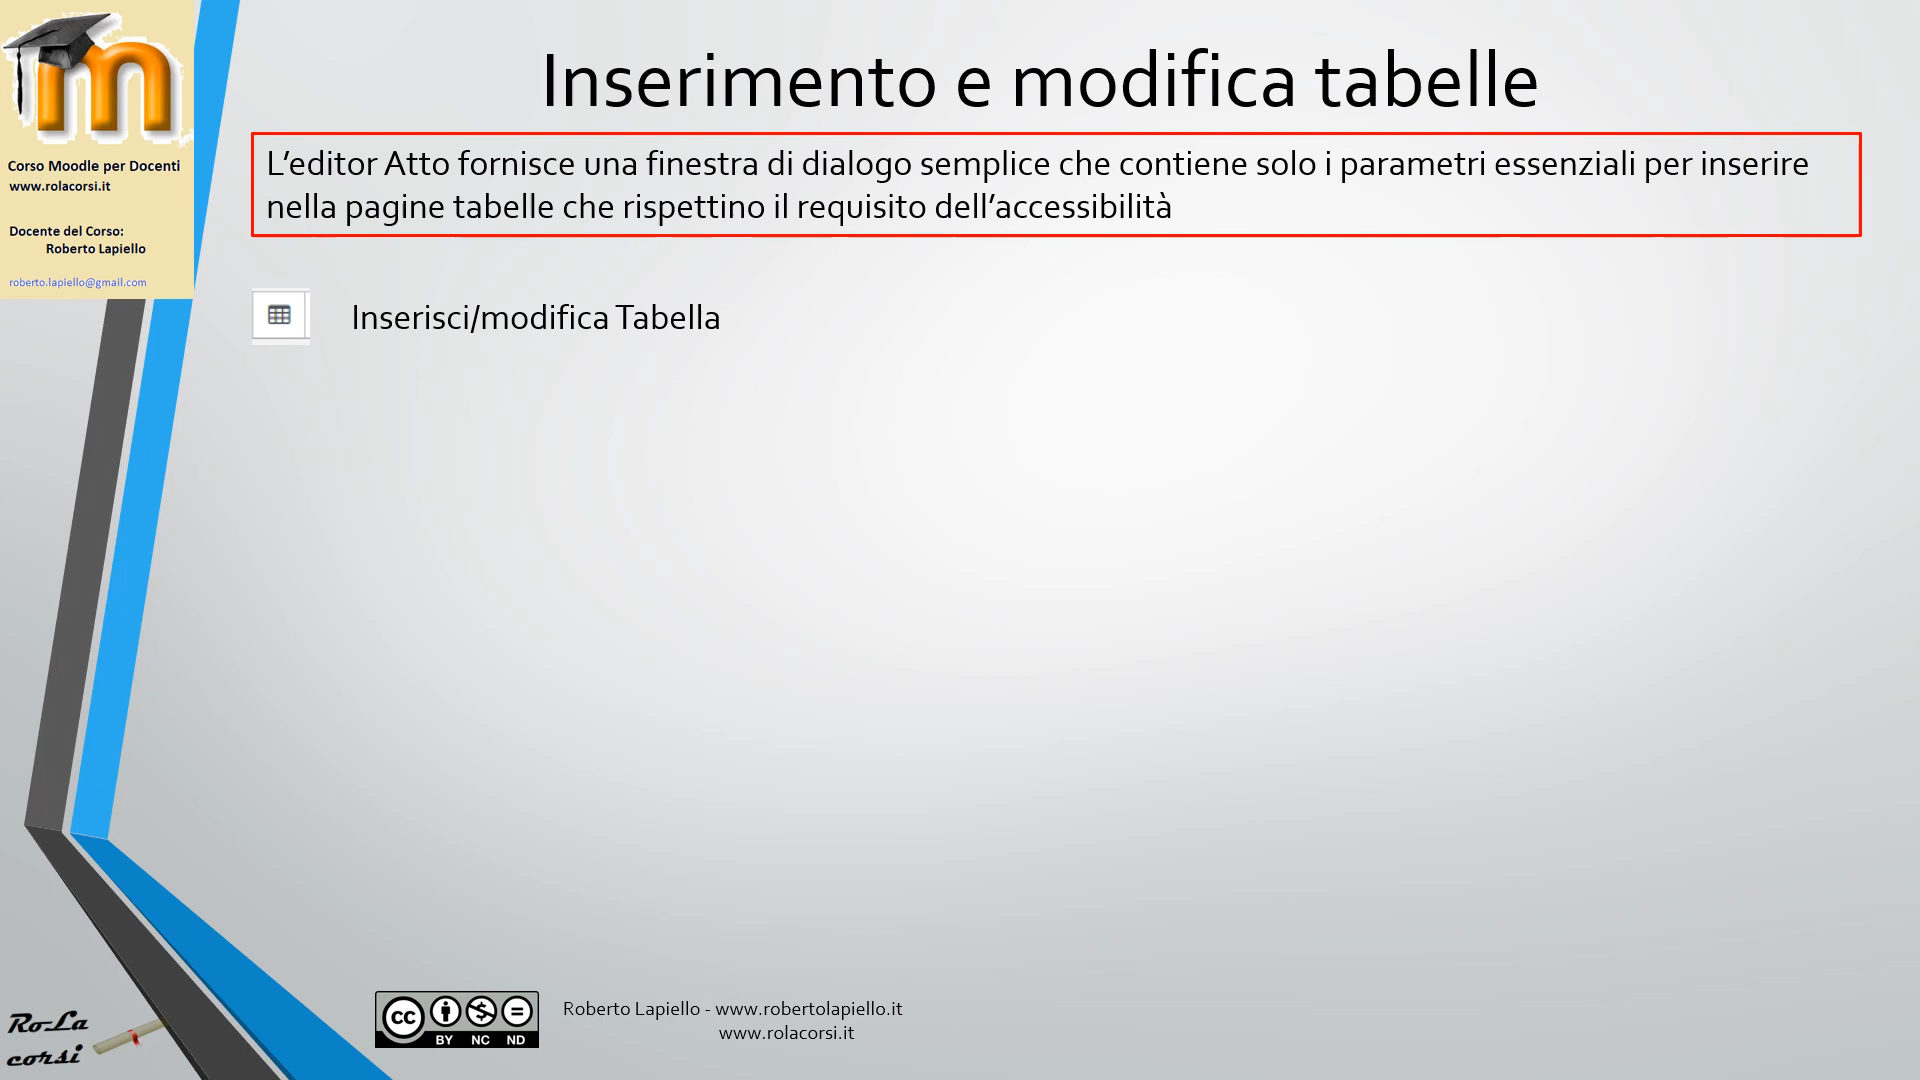 Inserimento e modifica tabelle
L’editor Atto fornisce una finestra di dialogo semplice che contiene solo i parametri essenziali per inserire
nella pagine tabelle che rispettino il requisito dell’accessibilità
Inserisci/modifica Tabella
m
Corso Moodle per Docenti
www.rolacorsi.it
Docente del Corso:
Roberto Lapiello
roberto.lapiello@gmail.com
Ro.La
corsi
cc
BY NC ND
Roberto Lapiello - www.robertolapiello.it
www.rolacorsi.it